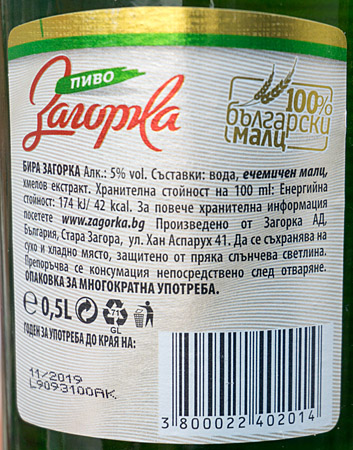 ПИВО
Загорка
100%
български
малц
БИРА ЗАГОРКА Алк.: 5% vol. Съставки: вода, ечемичен малц,
хмелов екстракт. Хранителна стойност на 100 ml: Енергийна
стойност: 174 kJ/ 42 kcal. За повече хранителна информация
посетете www.zagorka.bg Произведено от Загорка АД,
България, Стара Загора, ул. Хан Аспарух 41. Да се съхранява на
сухо и хладно място, защитено от пряка слънчева светлина.
Препоръчва се консумация непосредствено след отваряне.
ОПАКОВКА ЗА МНОГОКРАТНА УПОТРЕБА.
℮ 0,5L
71
GL
ГОДЕН ЗА УПОТРЕБА ДО КРАЯ НА:
11/2019
L9093100AK
3800022402014